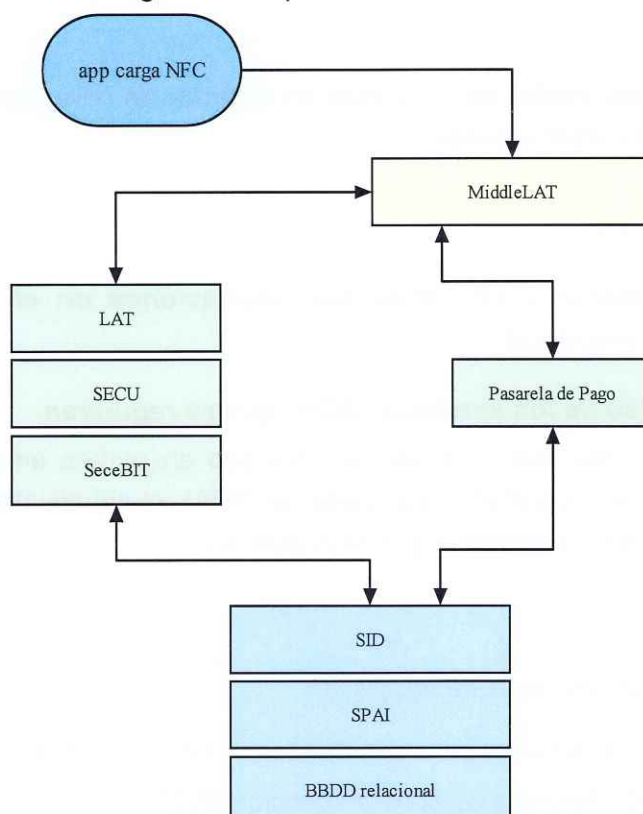 app carga NFC
MiddleLAT
LAT
SECU
Pasarela de Pago
SeceBIT
SID
SPAI
BBDD relacional